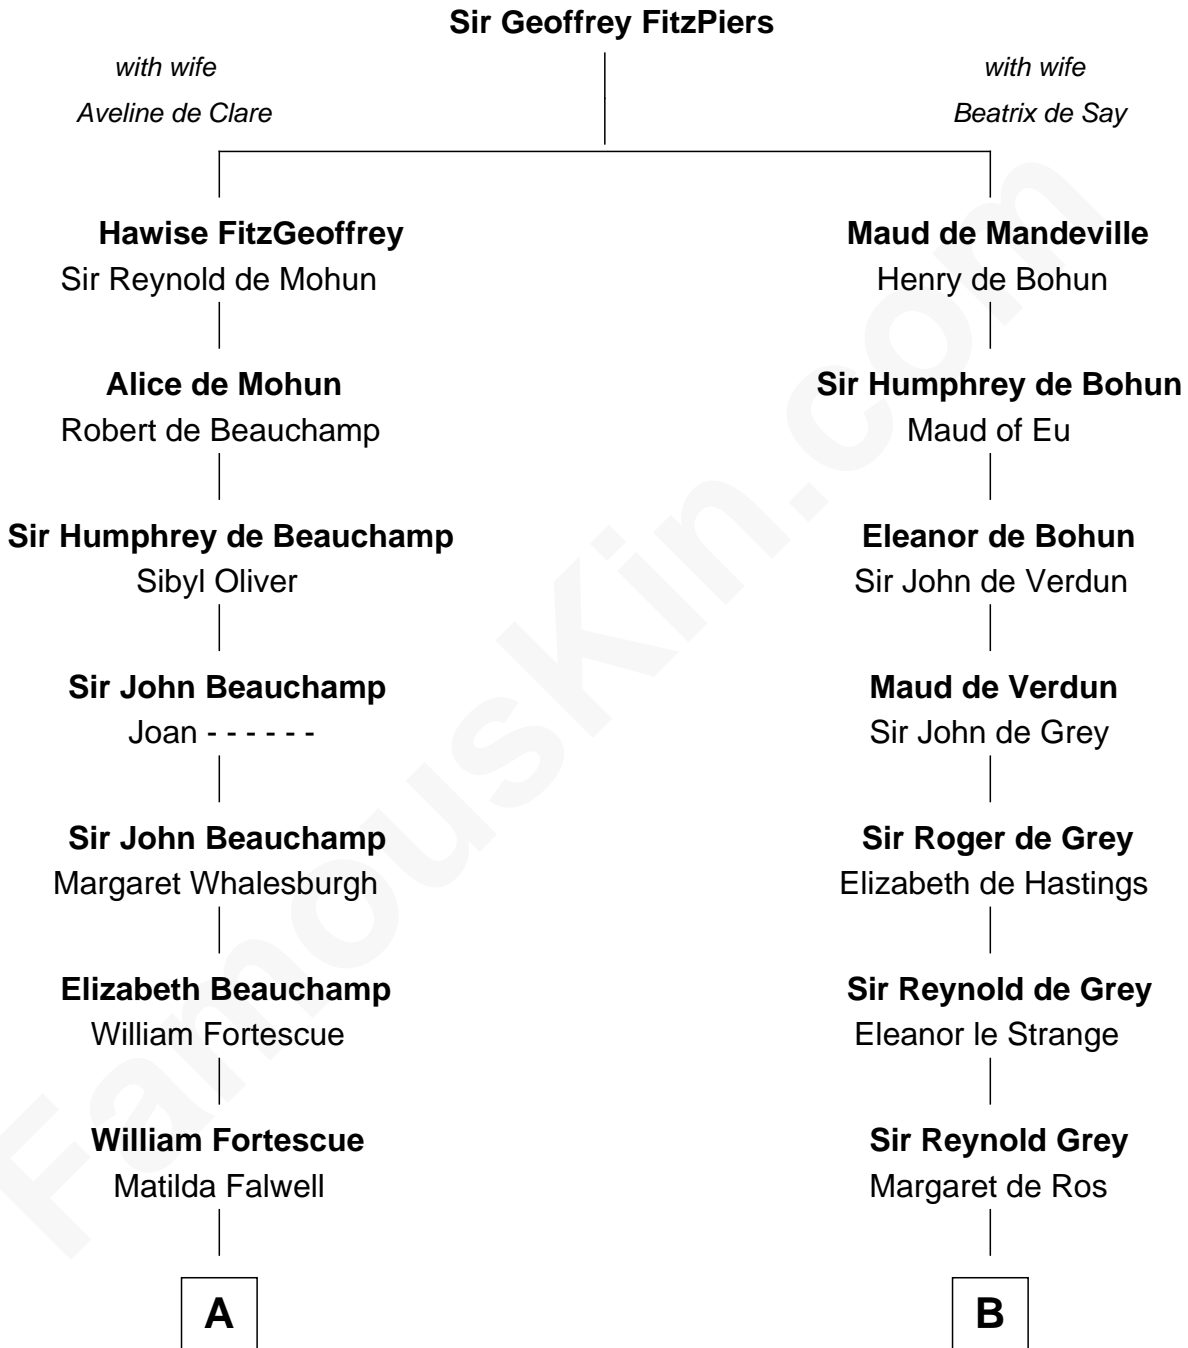 Sir Geoffrey FitzPiers
with wife
Aveline de Clare
with wife
Beatrix de Say
Hawise FitzGeoffrey
Sir Reynold de Mohun
Alice de Mohun
Robert de Beauchamp
Sir Humphrey de Beauchamp
Sibyl Oliver
Sir John Beauchamp
Joan - - - - - -
Sir John Beauchamp
Margaret Whalesburgh
Elizabeth Beauchamp
William Fortescue
William Fortescue
Matilda Falwell
A
Maud de Mandeville
Henry de Bohun
Sir Humphrey de Bohun
Maud of Eu
Eleanor de Bohun
Sir John de Verdun
Maud de Verdun
Sir John de Grey
Sir Roger de Grey
Elizabeth de Hastings
Sir Reynold de Grey
Eleanor le Strange
Sir Reynold Grey
Margaret de Ros
B
FamousKin.com